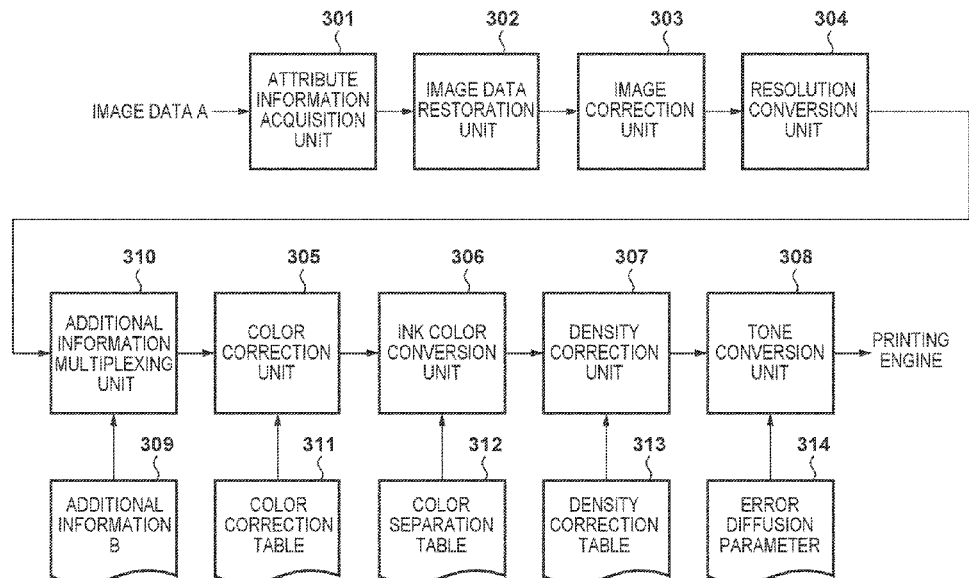 301
302
303
304
IMAGE DATA A
ATTRIBUTE
INFORMATION
ACQUISITION
UNIT
IMAGE DATA
RESTORATION
UNIT
IMAGE
CORRECTION
UNIT
RESOLUTION
CONVERSION
UNIT
310
305
306
307
308
ADDITIONAL
INFORMATION
MULTIPLEXING
UNIT
COLOR
CORRECTION
UNIT
INK COLOR
CONVERSION
UNIT
DENSITY
CORRECTION
UNIT
TONE
CONVERSION
UNIT
PRINTING
ENGINE
309
311
312
313
314
ADDITIONAL
INFORMATION
B
COLOR
CORRECTION
TABLE
COLOR
SEPARATION
TABLE
DENSITY
CORRECTION
TABLE
ERROR
DIFFUSION
PARAMETER